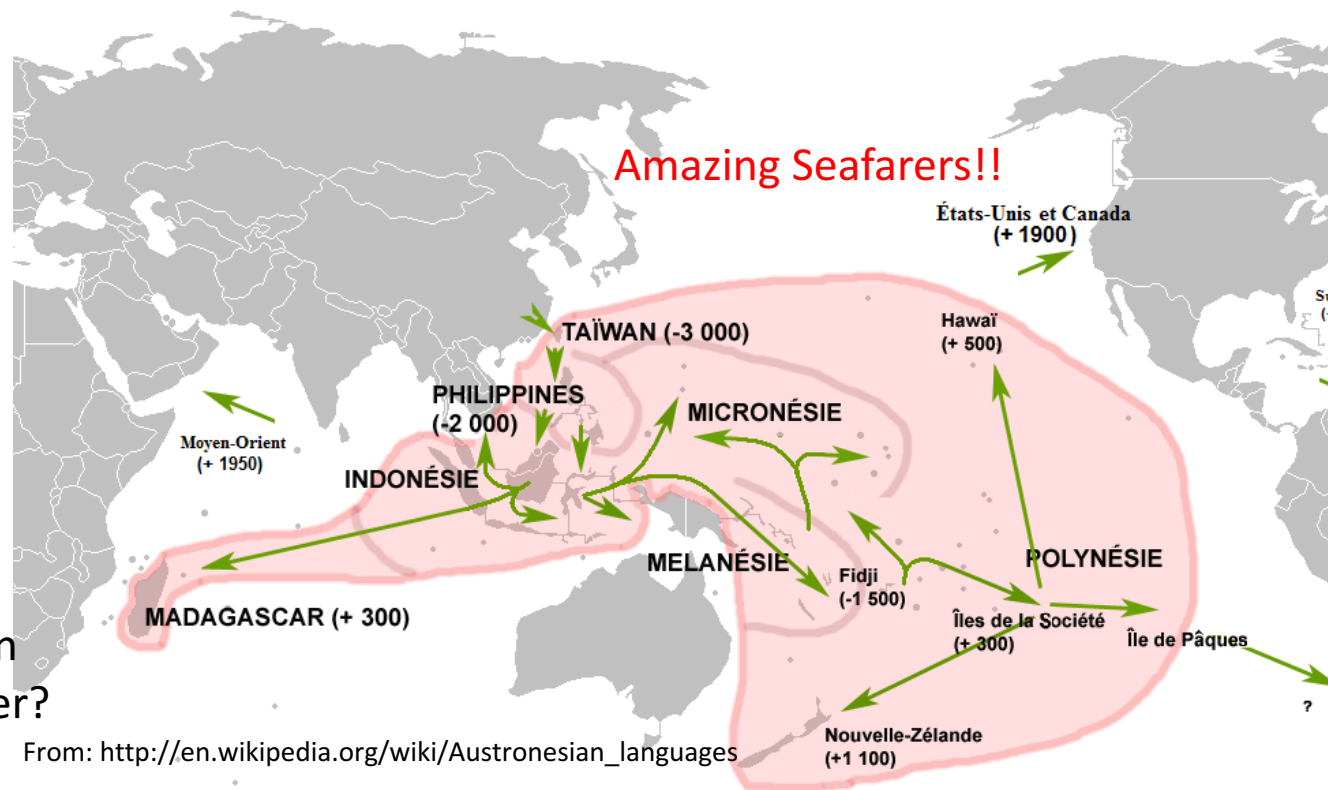 Amazing Seafarers!!
États-Unis et Canada
(+ 1900)
TAÏWAN (-3 000)
Hawaï
(+ 500)
PHILIPPINES
(-2 000)
MICRONÉSIE
Moyen-Orient
(+ 1950)
INDONÉSIE
MELANÉSIE
POLYNÉSIE
Fidji
(-1 500)
MADAGASCAR (+ 300)
Îles de la Société
(+ 300)
Île de Pâques
?
er?
Nouvelle-Zélande
(+1 100)
From: http://en.wikipedia.org/wiki/Austronesian_languages